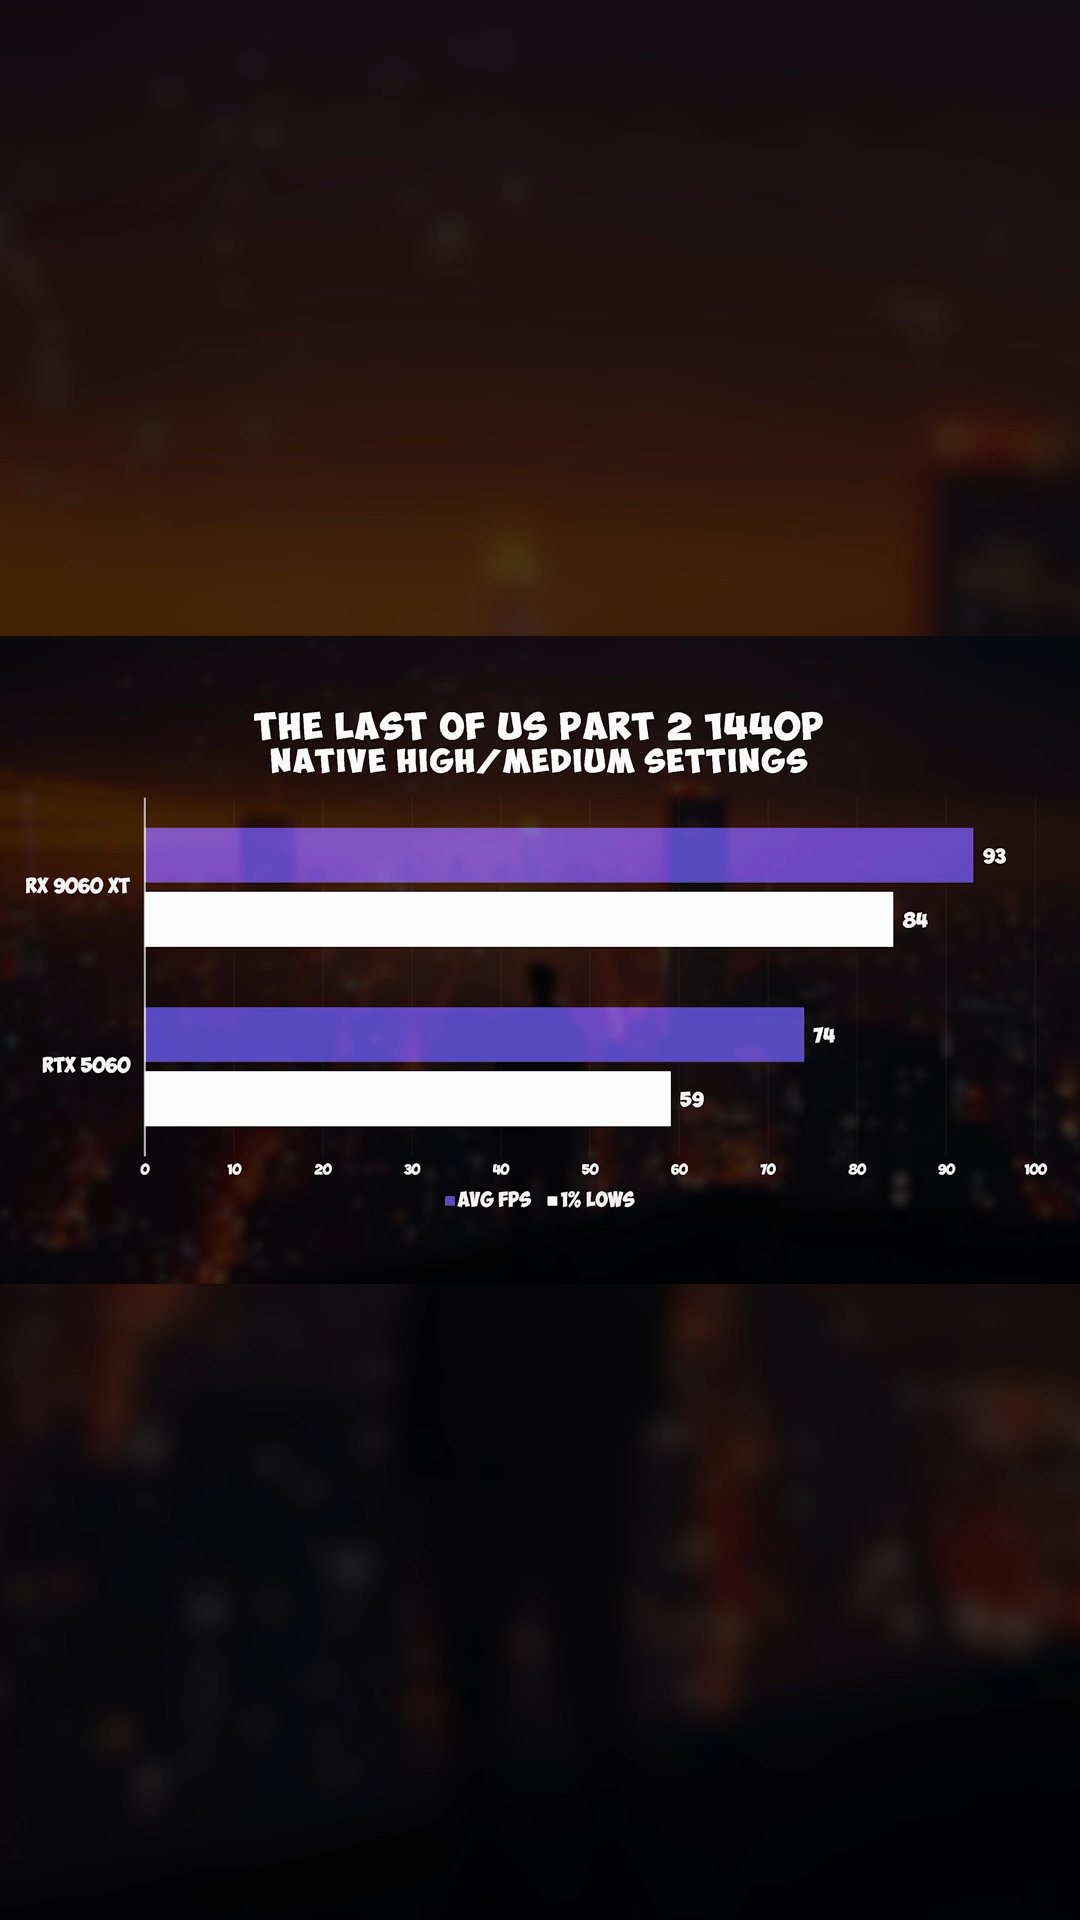 THE LAST OF US PART 2 1440P
NATIVE HIGH/MEDIUM SETTINGS
RX 9060 XT
93
84
RTX 5060
74
59
0 10 20 30 40 50 60 70 80 90 100
AVG FPS 1% LOWS